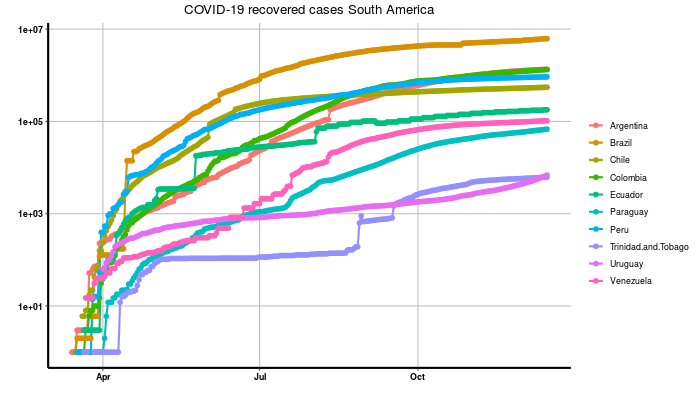 COVID-19 recovered cases South America
1e+07
1e+05
1e+03
1e+01
Apr
Jul
Oct
Argentina
Brazil
Chile
Colombia
Ecuador
Paraguay
Peru
Trinidad.and.Tobago
Uruguay
Venezuela